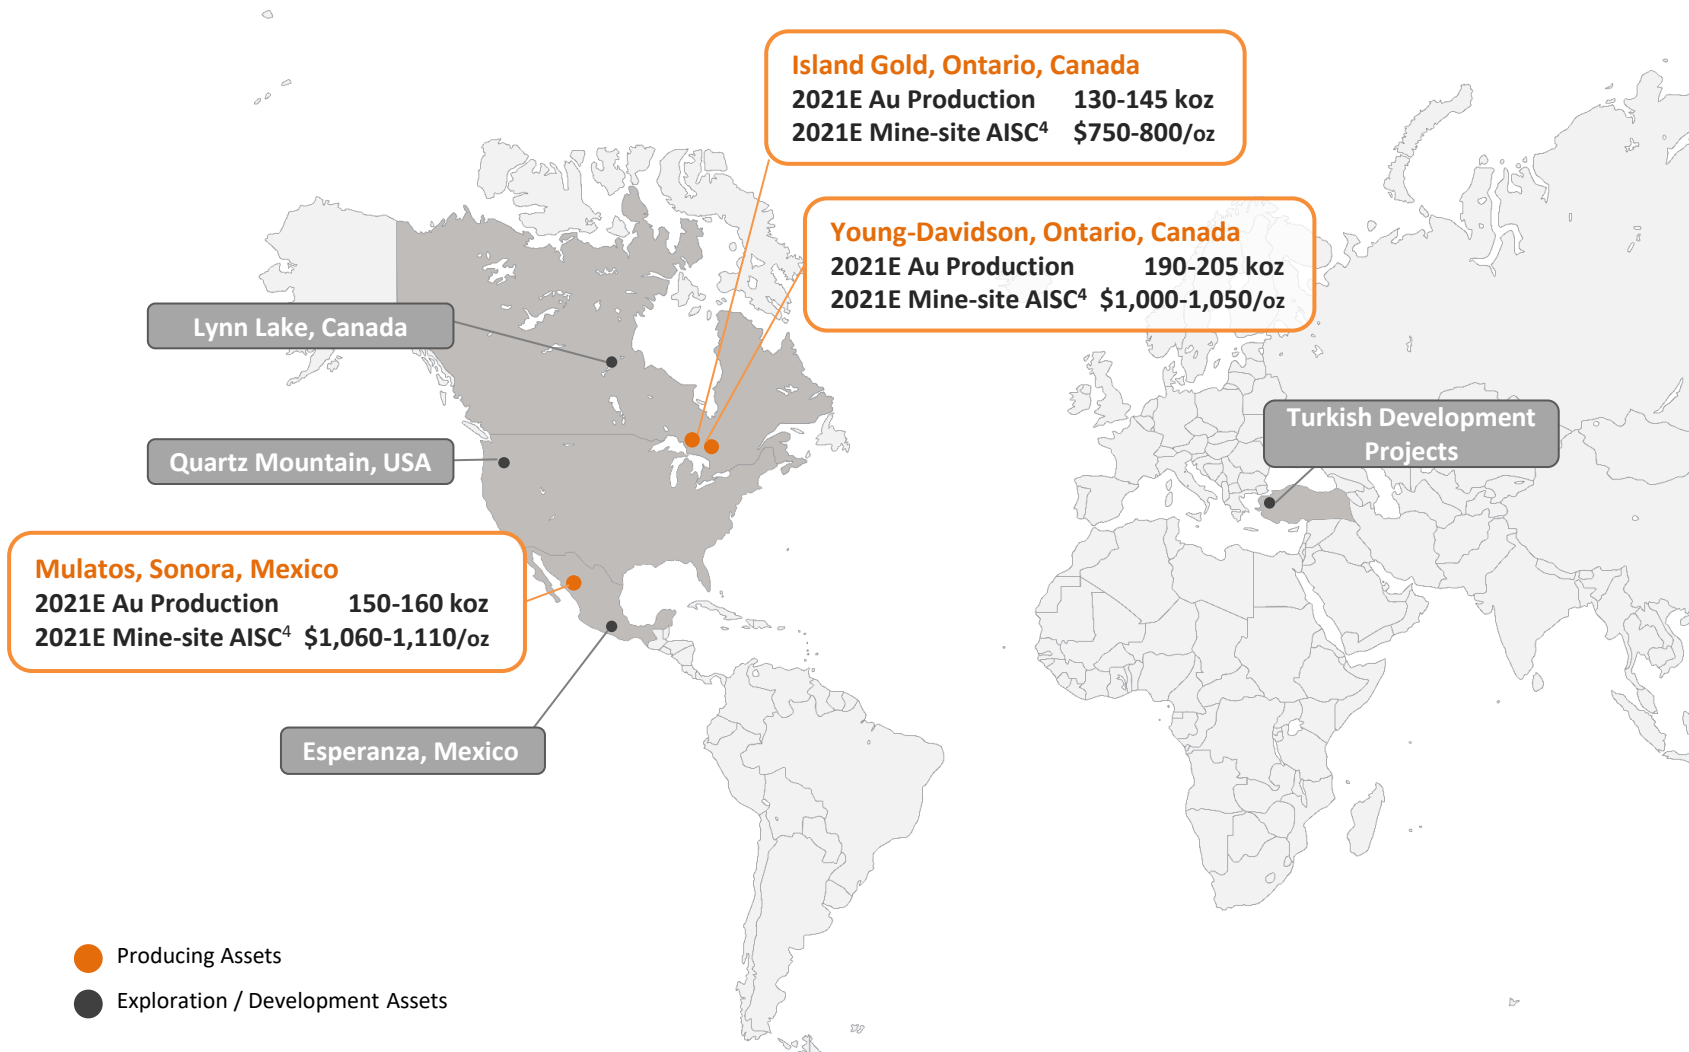 Island Gold, Ontario, Canada
2021E Au Production 130-145 koz
2021E Mine-site AISC⁴ $750-800/oz
Young-Davidson, Ontario, Canada
2021E Au Production 190-205 koz
2021E Mine-site AISC⁴ $1,000-1,050/oz
Lynn Lake, Canada
Turkish Development
Projects
Quartz Mountain, USA
Mulatos, Sonora, Mexico
2021E Au Production 150-160 koz
2021E Mine-site AISC⁴ $1,060-1,110/oz
Esperanza, Mexico
Producing Assets
Exploration / Development Assets